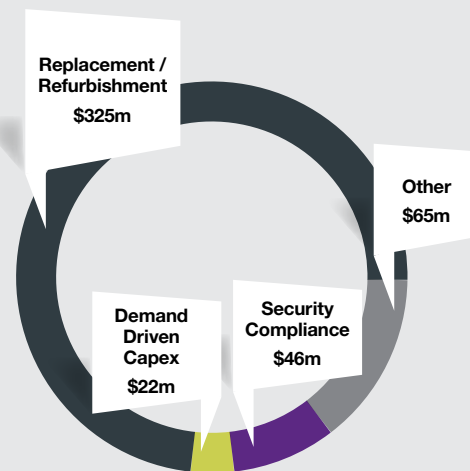 Replacement /
Refurbishment
$325m
Other
$65m
Demand
Driven
Capex
$22m
Security
Compliance
$46m